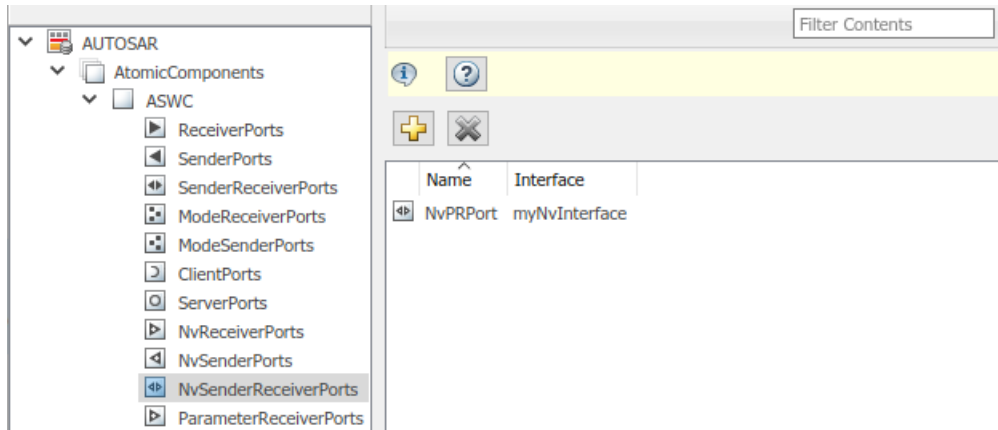 AUTOSAR
AtomicComponents
ASWC
ReceiverPorts
SenderPorts
SenderReceiverPorts
ModeReceiverPorts
ModeSenderPorts
ClientPorts
ServerPorts
NvReceiverPorts
NvSenderPorts
NvSenderReceiverPorts
ParameterReceiverPorts
Filter Contents
Name Interface
NvPRPort myNvInterface